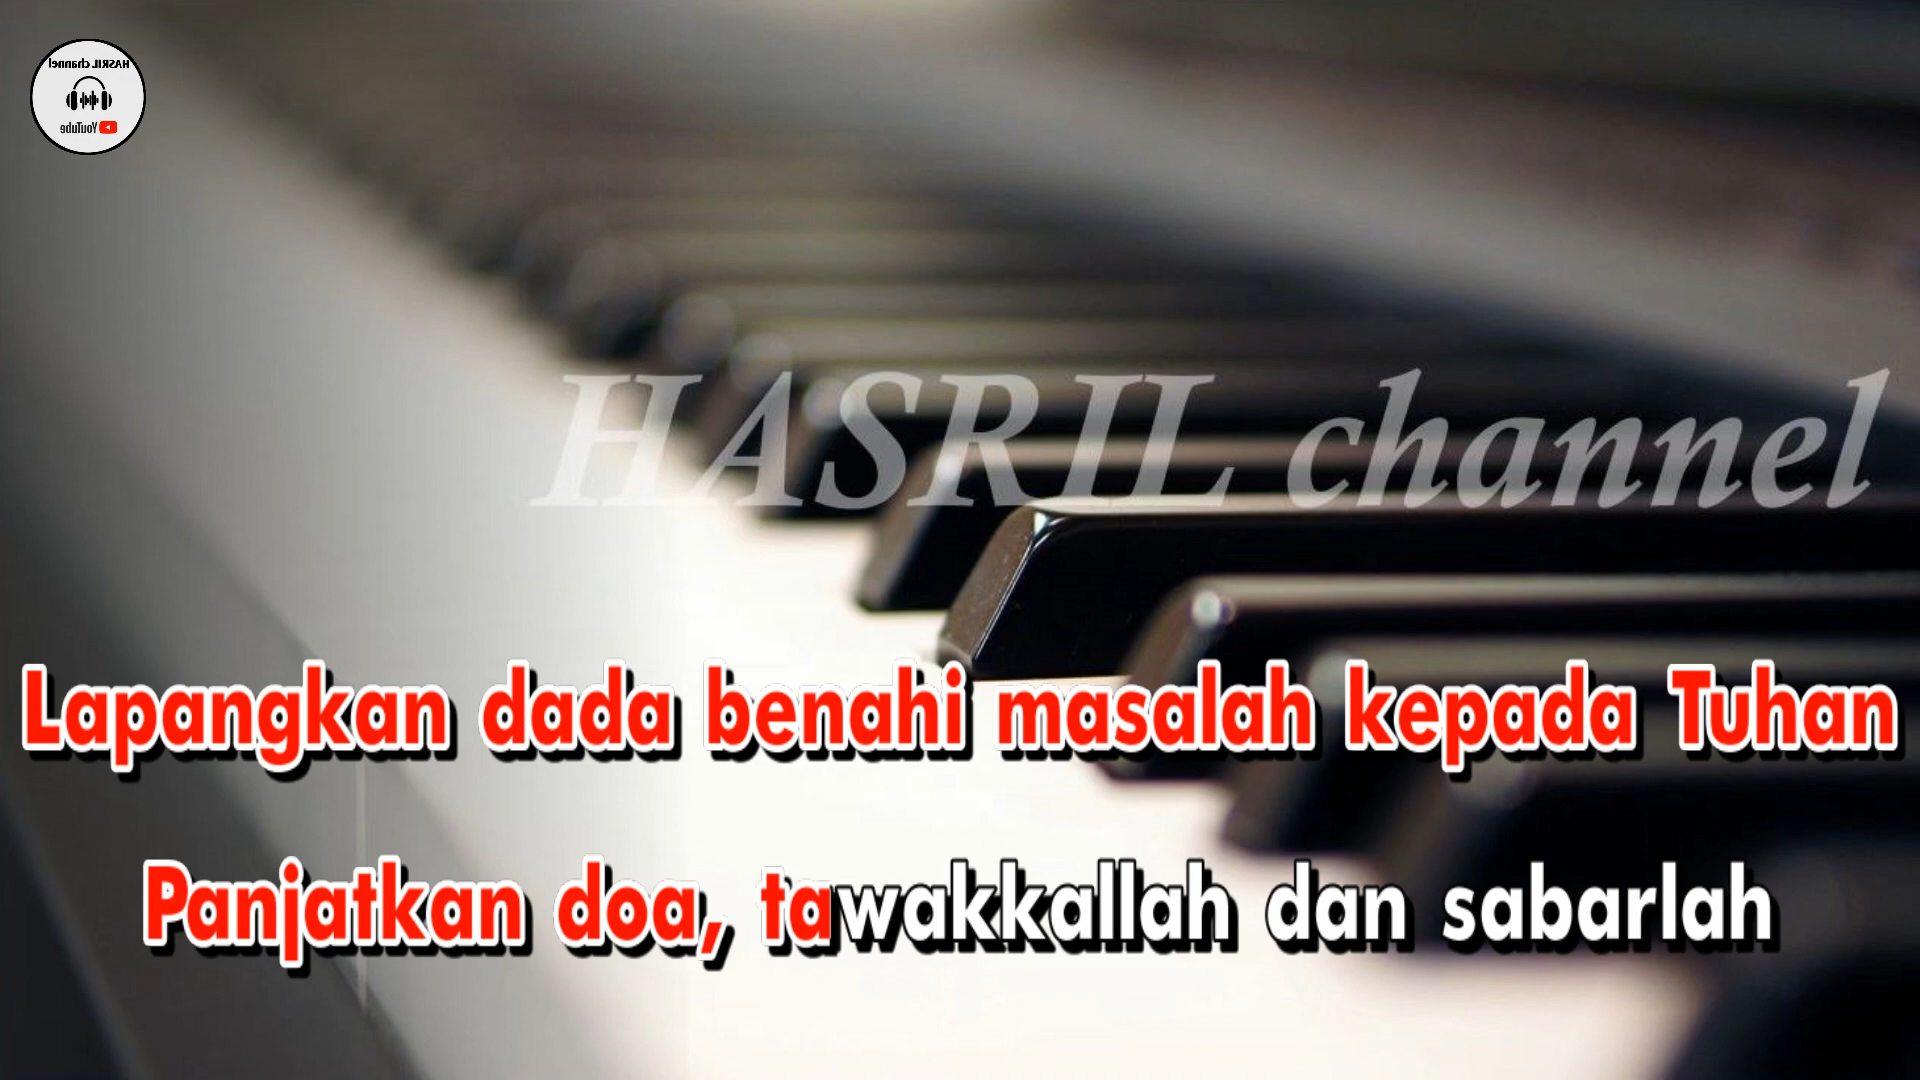 HASRIL channel
YouTube
HASRIL channel
Lapangkan dada benahi masalah kepada Tuhan
Panjatkan doa, tawakkallah dan sabarlah